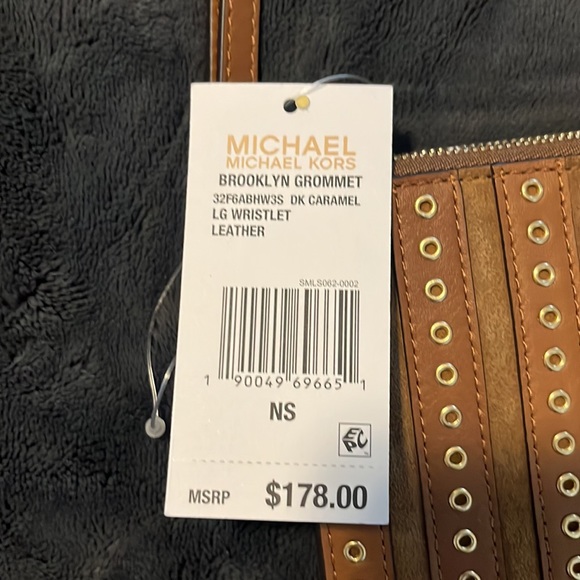 MICHAEL
MICHAEL KORS
BROOKLYN GROMMET
32F6ABHW3S DK CARAMEL
LG WRISTLET
LEATHER
SMLS062-0002
1 90049 69665 1
NS
EPC
MSRP $178.00